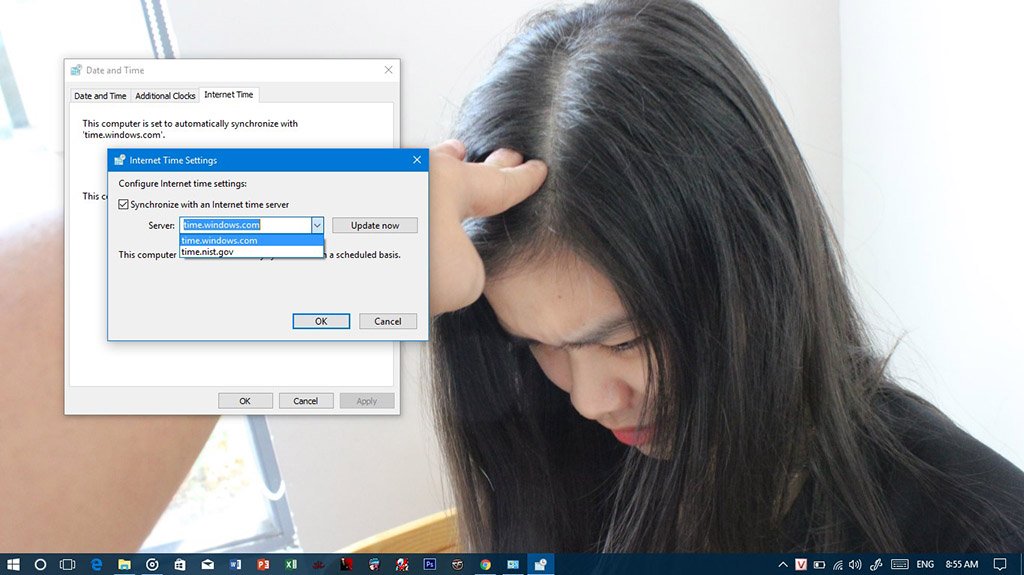 Date and Time
Date and Time
Additional Clocks
Internet Time
This computer is set to automatically synchronize with
'time.windows.com'.
Internet Time Settings
Configure Internet time settings:
This c
Synchronize with an Internet time server
Server:
time.windows.com
Update now
time.windows.com
time.nist.gov
This computer
n a scheduled basis.
OK
Cancel
OK
Cancel
Apply
ENG
8:55 AM